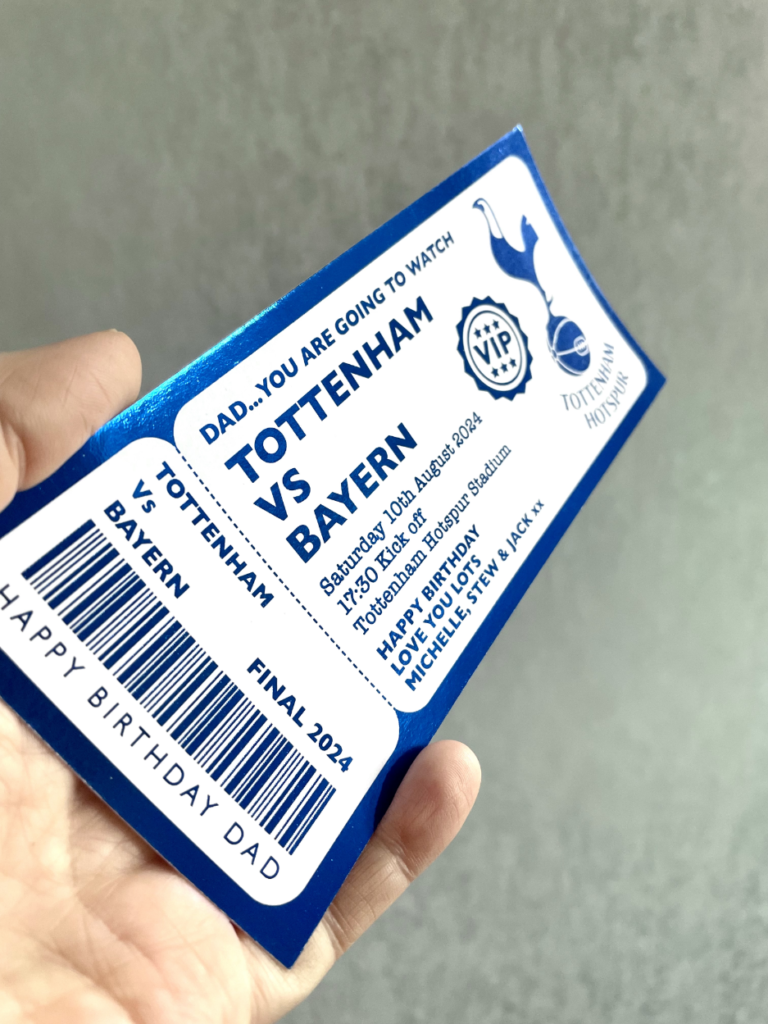 DAD...YOU ARE GOING TO WATCH
TOTTENHAM
VS
BAYERN
Saturday 10th August 2024
17:30 Kick off
Tottenham Hotspur Stadium
HAPPY BIRTHDAY
LOVE YOU LOTS
MICHELLE, STEW & JACK xx
VIP
TOTTENHAM
HOTSPUR
TOTTENHAM
Vs
BAYERN
FINAL 2024
HAPPY BIRTHDAY DAD